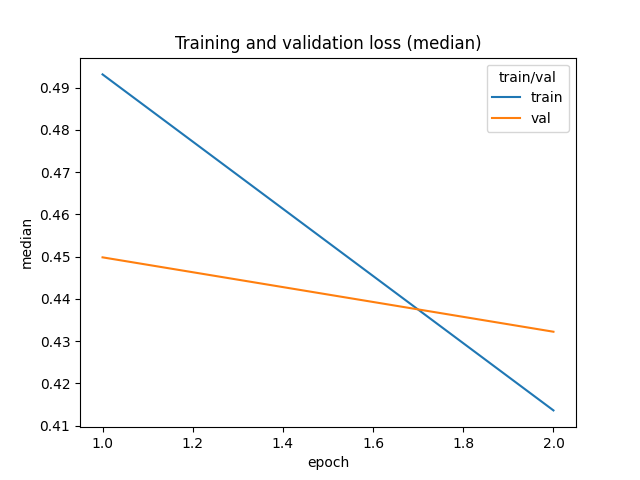 Training and validation loss (median)
train/val
train
val
0.49
0.48
0.47
0.46
0.45
0.44
0.43
0.42
0.41
median
1.0 1.2 1.4 1.6 1.8 2.0
epoch